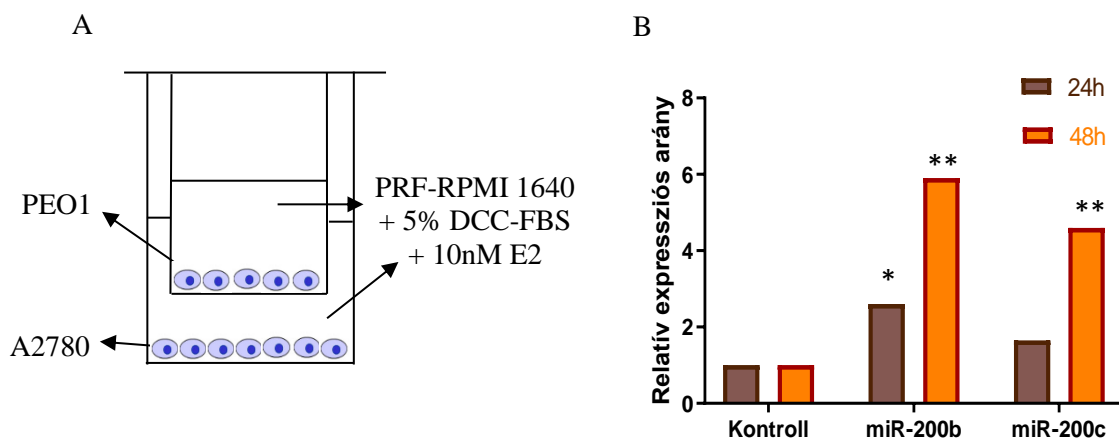 A
PEO1
A2780
PRF-RPMI 1640
+ 5% DCC-FBS
+ 10nM E2
B
24h
48h
Relatív expressziós arány
8
6
4
2
0
*
**
**
Kontroll
miR-200b
miR-200c